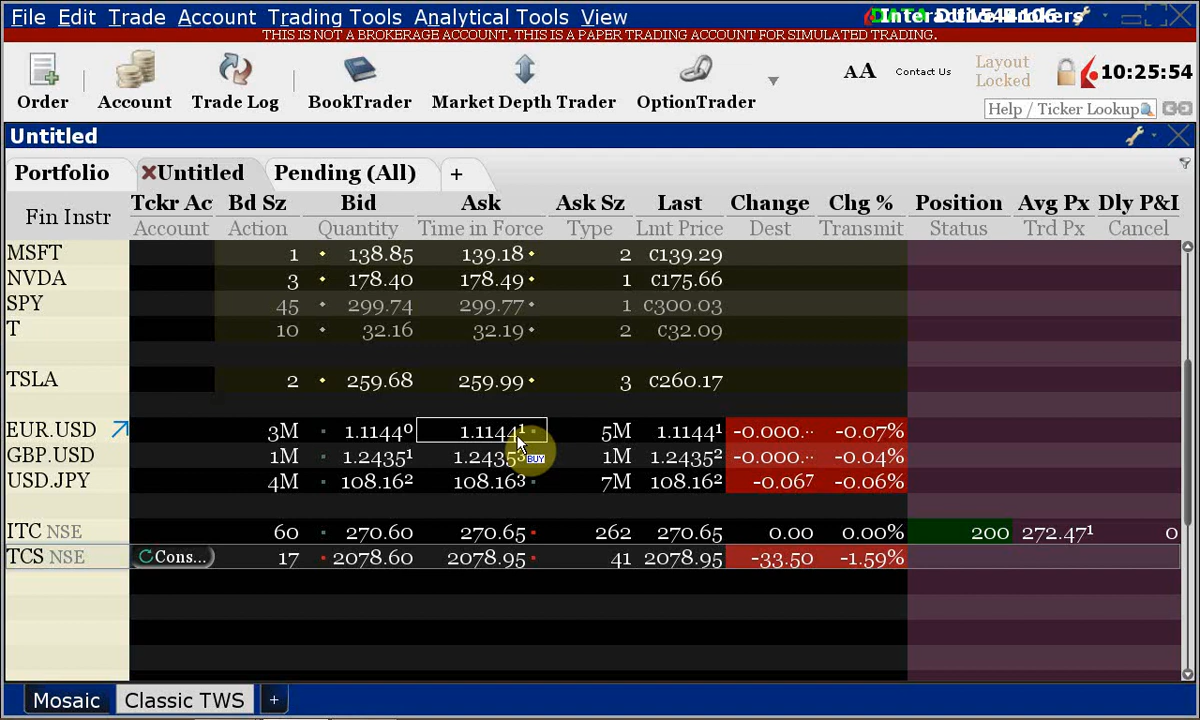 File Edit Trade Account Trading Tools Analytical Tools View Interactive Brokers
THIS IS NOT A BROKERAGE ACCOUNT. THIS IS A PAPER TRADING ACCOUNT FOR SIMULATED TRADING.
Order Account Trade Log BookTrader Market Depth Trader OptionTrader AA Contact Us Layout Locked 10:25:54
Help / Ticker Lookup
Untitled
Portfolio Untitled Pending (All) +
Fin Instr Tckr Ac Bd Sz Bid Ask Ask Sz Last Change Chg % Position Avg Px Dly P&L
Account Action Quantity Time in Force Type Lmt Price Dest Transmit Status Trd Px Cancel
MSFT 1 138.85 139.18 2 c139.29
NVDA 3 178.40 178.49 1 c175.66
SPY 45 299.74 299.77 1 c300.03
T 10 32.16 32.19 2 c32.09
TSLA 2 259.68 259.99 3 c260.17
EUR.USD 3M 1.1144⁰ 1.1144¹ 5M 1.1144¹ -0.000... -0.07%
GBP.USD 1M 1.2435¹ 1.2435 1M 1.2435² -0.000... -0.04%
BUY
USD.JPY 4M 108.16² 108.16³ 7M 108.16² -0.06⁷ -0.06%
ITC NSE 60 270.60 270.65 262 270.65 0.00 0.00% 200 272.47¹ 0
TCS NSE Cons... 17 2078.60 2078.95 41 2078.95 -33.50 -1.59%
Mosaic Classic TWS +